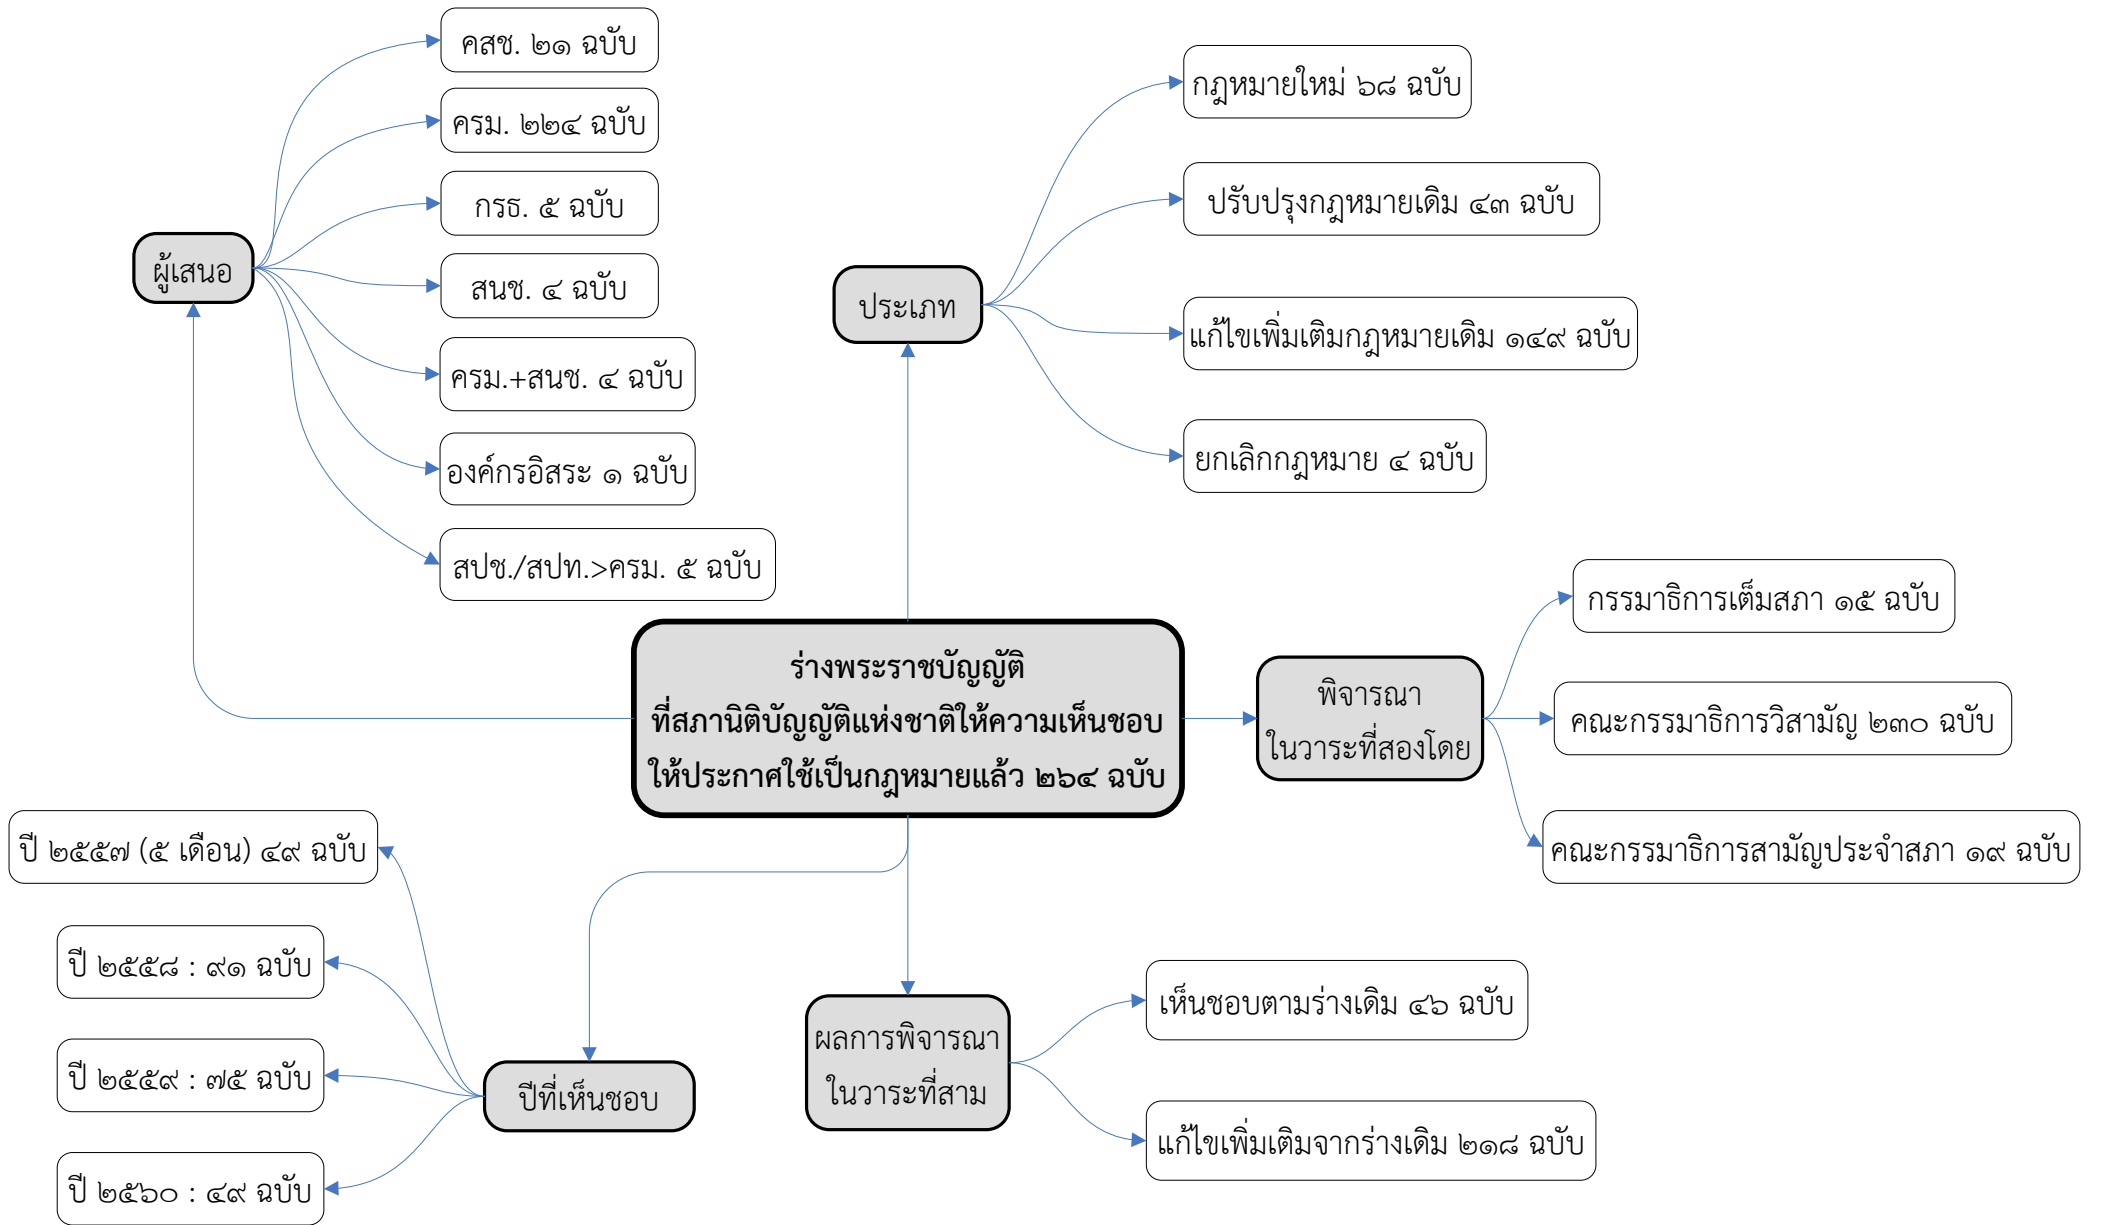 คสช. ๒๑ ฉบับ
ครม. ๒๒๔ ฉบับ
กรธ. ๕ ฉบับ
สนช. ๔ ฉบับ
ครม.+สนช. ๔ ฉบับ
องค์กรอิสระ ๑ ฉบับ
สปช./สปท.>ครม. ๕ ฉบับ
ผู้เสนอ
กฎหมายใหม่ ๖๘ ฉบับ
ปรับปรุงกฎหมายเดิม ๔๓ ฉบับ
แก้ไขเพิ่มเติมกฎหมายเดิม ๑๔๙ ฉบับ
ยกเลิกกฎหมาย ๔ ฉบับ
ประเภท
ร่างพระราชบัญญัติ
ที่สภานิติบัญญัติแห่งชาติให้ความเห็นชอบ
ให้ประกาศใช้เป็นกฎหมายแล้ว ๒๖๔ ฉบับ
พิจารณา
ในวาระที่สองโดย
กรรมาธิการเต็มสภา ๑๕ ฉบับ
คณะกรรมาธิการวิสามัญ ๒๓๐ ฉบับ
คณะกรรมาธิการสามัญประจำสภา ๑๙ ฉบับ
ปี ๒๕๕๗ (๕ เดือน) ๔๙ ฉบับ
ปี ๒๕๕๘ : ๙๑ ฉบับ
ปี ๒๕๕๙ : ๗๕ ฉบับ
ปี ๒๕๖๐ : ๔๙ ฉบับ
ปีที่เห็นชอบ
ผลการพิจารณา
ในวาระที่สาม
เห็นชอบตามร่างเดิม ๔๖ ฉบับ
แก้ไขเพิ่มเติมจากร่างเดิม ๒๑๘ ฉบับ